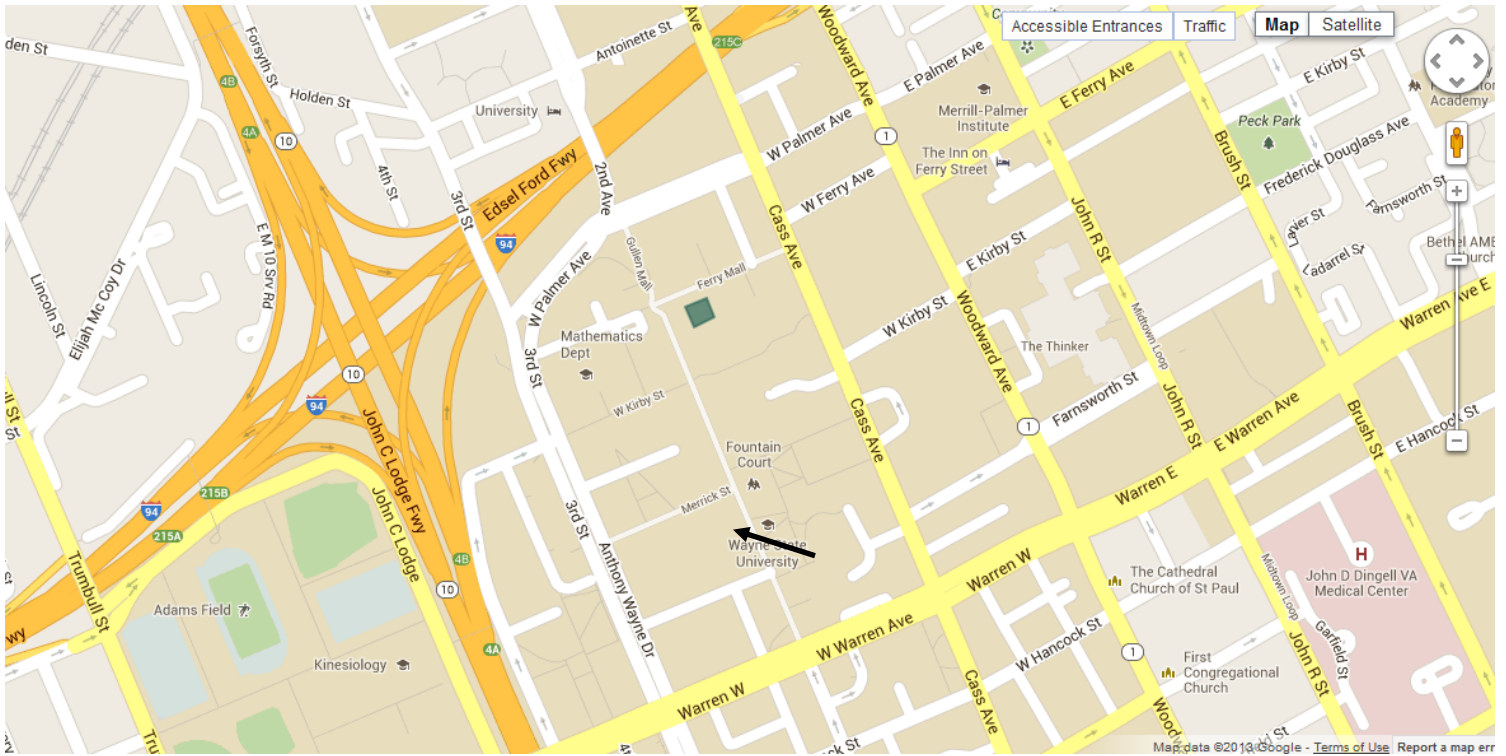 Accessible Entrances
Traffic
Map
Satellite
den St
Forsyth St
Antoinette St
Ave
215C
Woodward Ave
E Palmer Ave
E Ferry Ave
E Kirby St
4B
Holden St
University
Merrill-Palmer
Institute
Peck Park
Academy
4A
10
W Palmer Ave
1
The Inn on
Ferry Street
Brush St
Frederick Douglass Ave
4th St
3rd St
Edsel Ford Fwy
2nd Ave
W Ferry Ave
Farnsworth St
E M 10 Srv Rd
94
Cass Ave
John R St
E Kirby St
Bethel AME
Lincoln St
Elijah Mc Coy Dr
W Palmer Ave
Gullen Mall
Ferry Mall
W Kirby St
Woodward Ave
Midtown Loop
Ladarrel St
Warren Ave E
Mathematics
Dept
3rd St
The Thinker
10
94
John C Lodge Fwy
W Kirby St
Cass Ave
1
Farnsworth St
John R St
E Warren Ave
Brush St
E Hancock St
Fountain
Court
215B
94
215A
John C Lodge
Merrick St
Warren E
3rd St
Wayne State
University
4B
10
Anthony Wayne Dr
Trumbull St
Adams Field
Warren W
The Cathedral
Church of St Paul
Midtown Loop
H
John D Dingell VA
Medical Center
Kinesiology
4A
W Warren Ave
W Hancock St
1
First
Congregational
Church
John R St
Garfield St
Warren W
Cass Ave
Map data ©2013 Google - Terms of Use
Report a map err